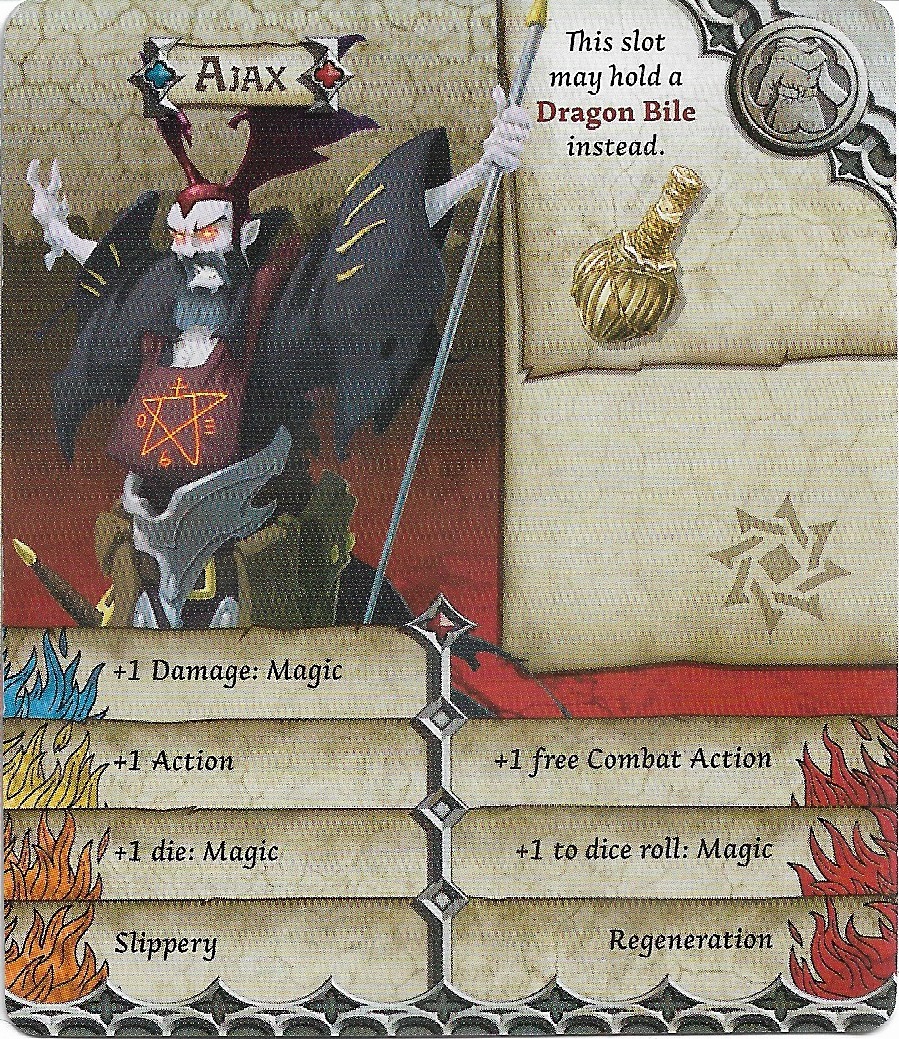 Ajax
This slot
may hold a
Dragon Bile
instead.
+1 Damage: Magic
+1 Action
+1 free Combat Action
+1 die: Magic
+1 to dice roll: Magic
Slippery
Regeneration